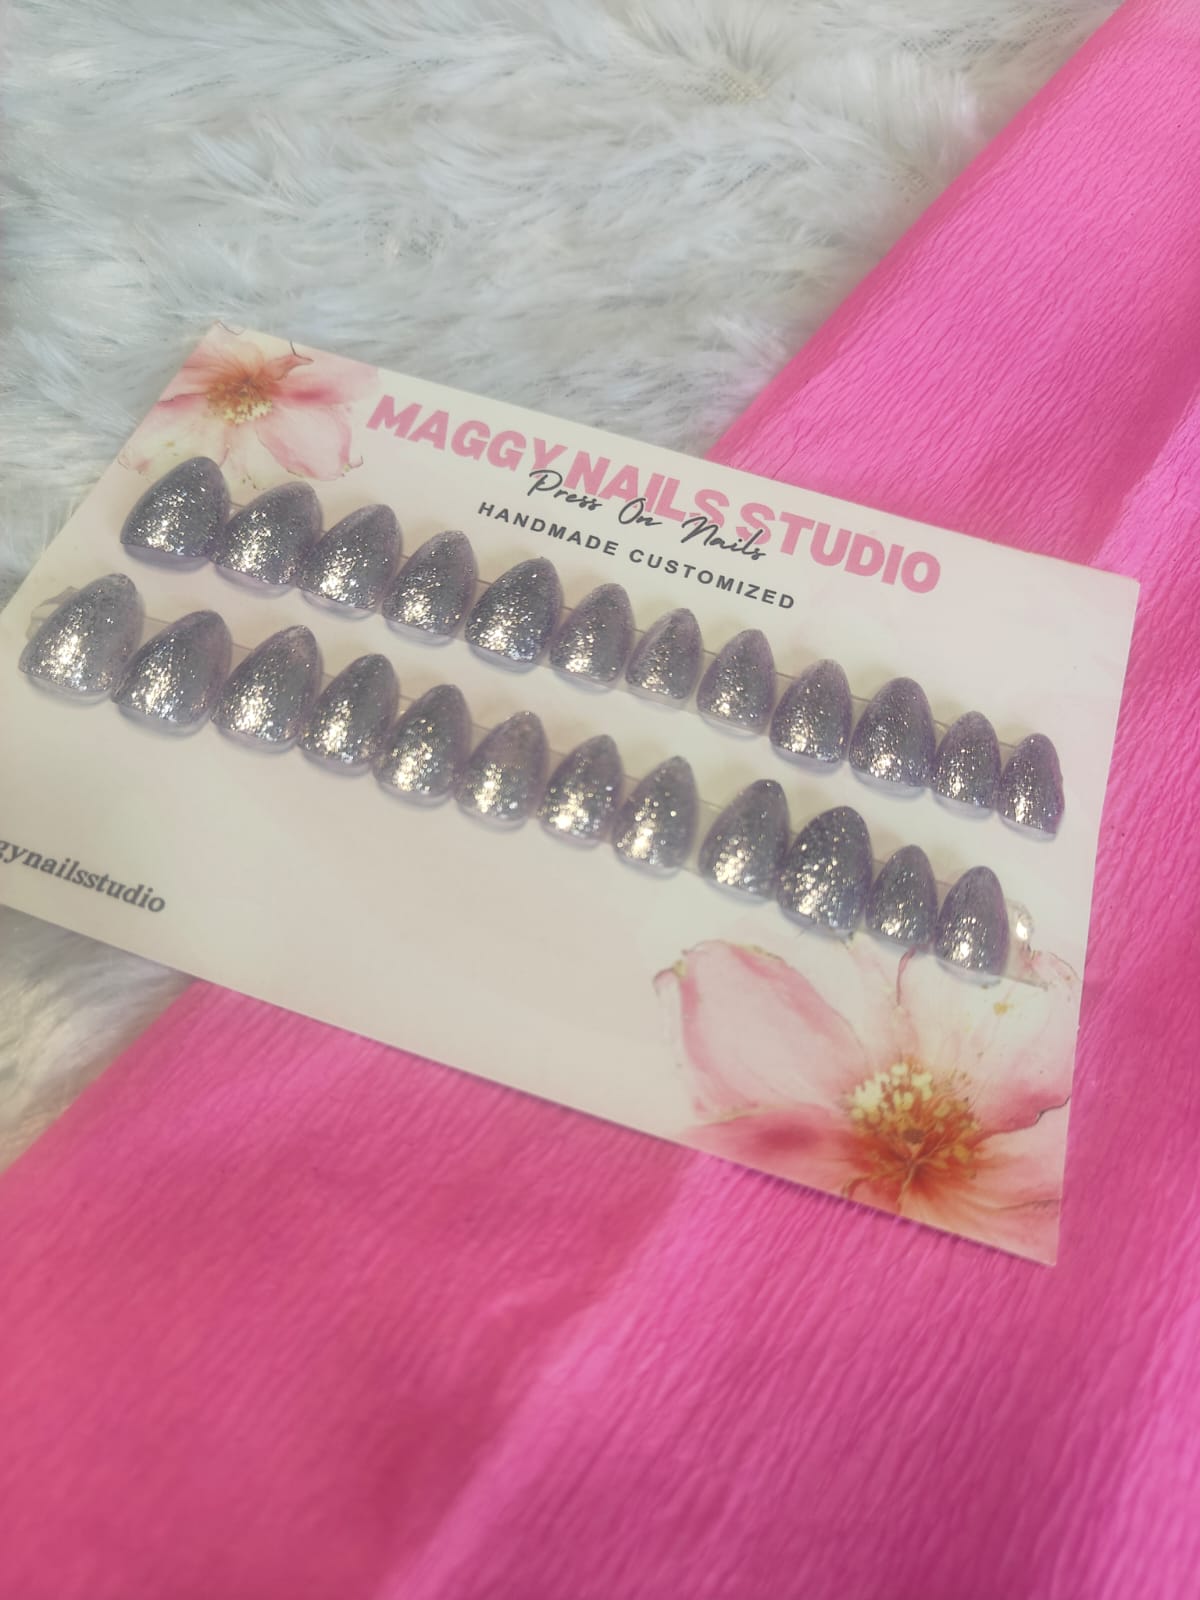 MAGGY NAILS STUDIO
Press On Nails
HANDMADE CUSTOMIZED
gynailsstudio